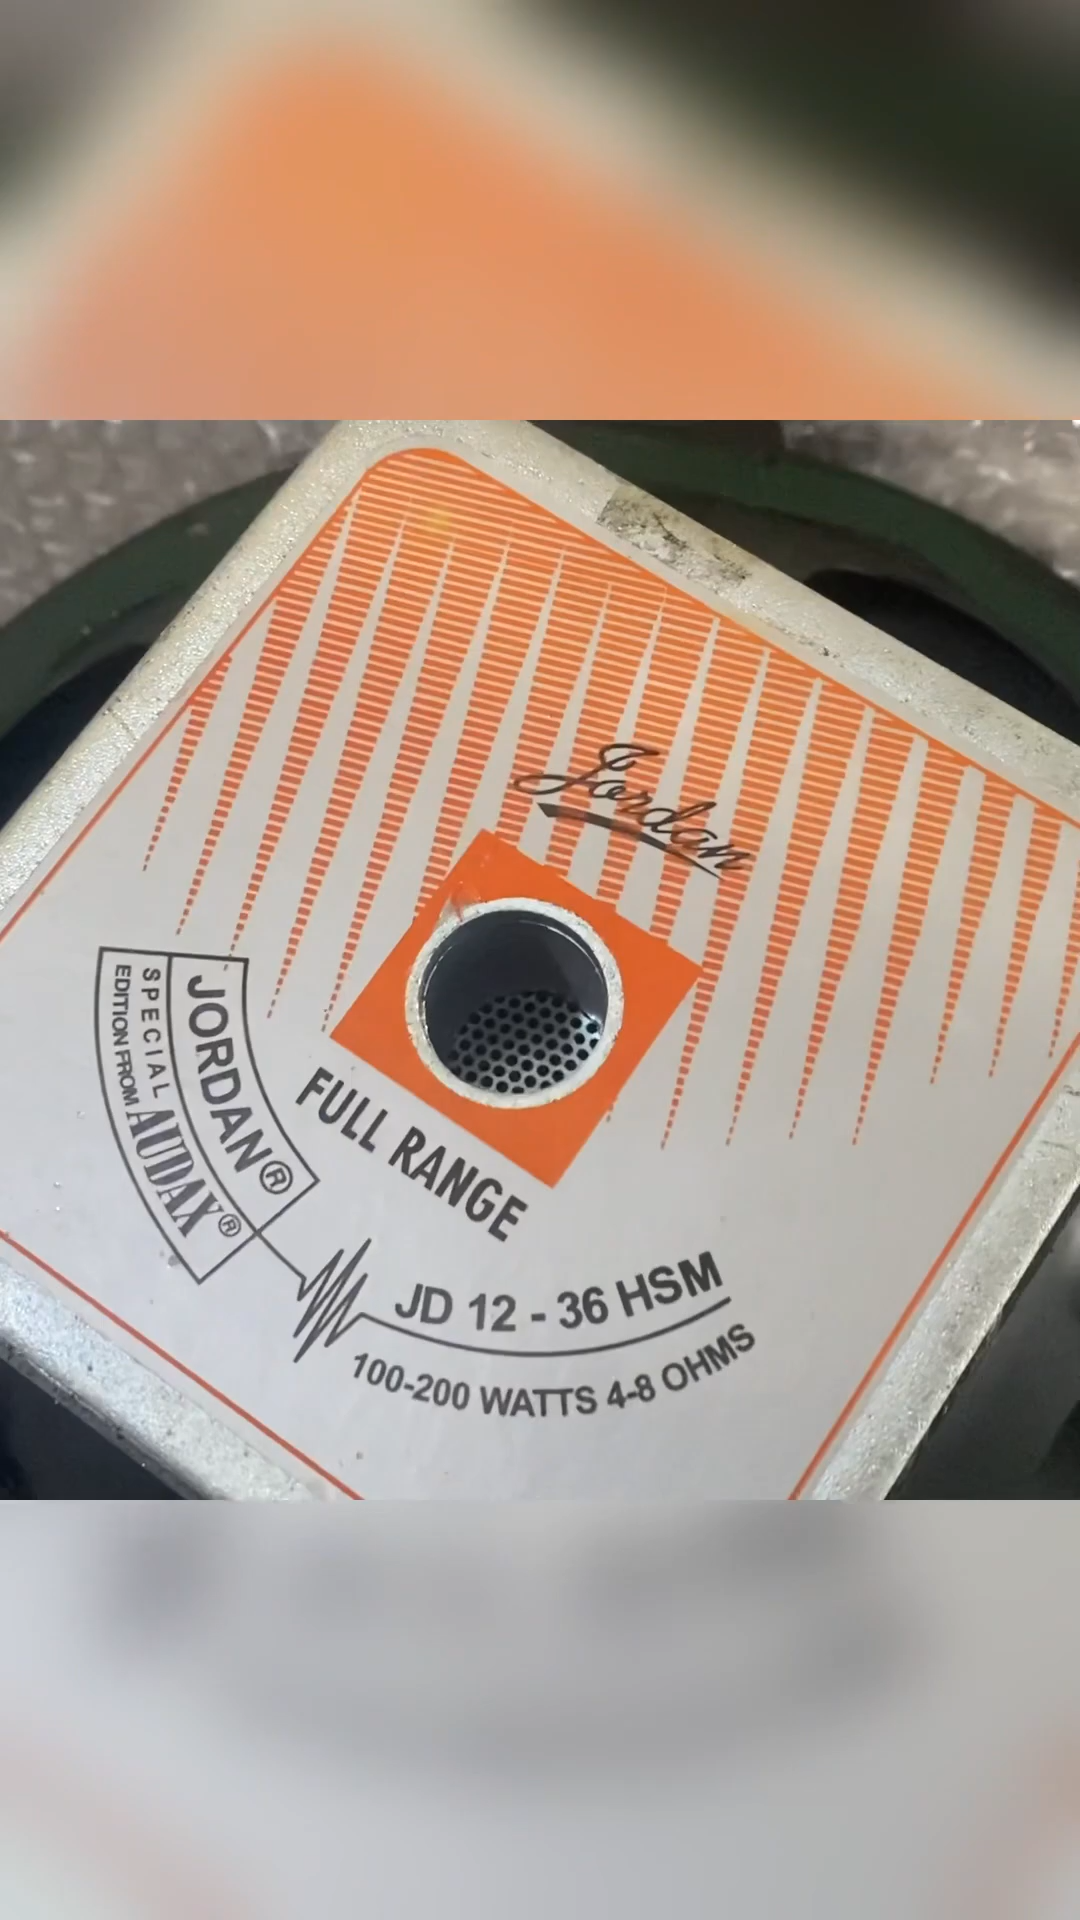 Jordan
JORDAN®
SPECIAL
EDITION FROM AUDAX®
FULL RANGE
JD 12 - 36 HSM
100-200 WATTS 4-8 OHMS